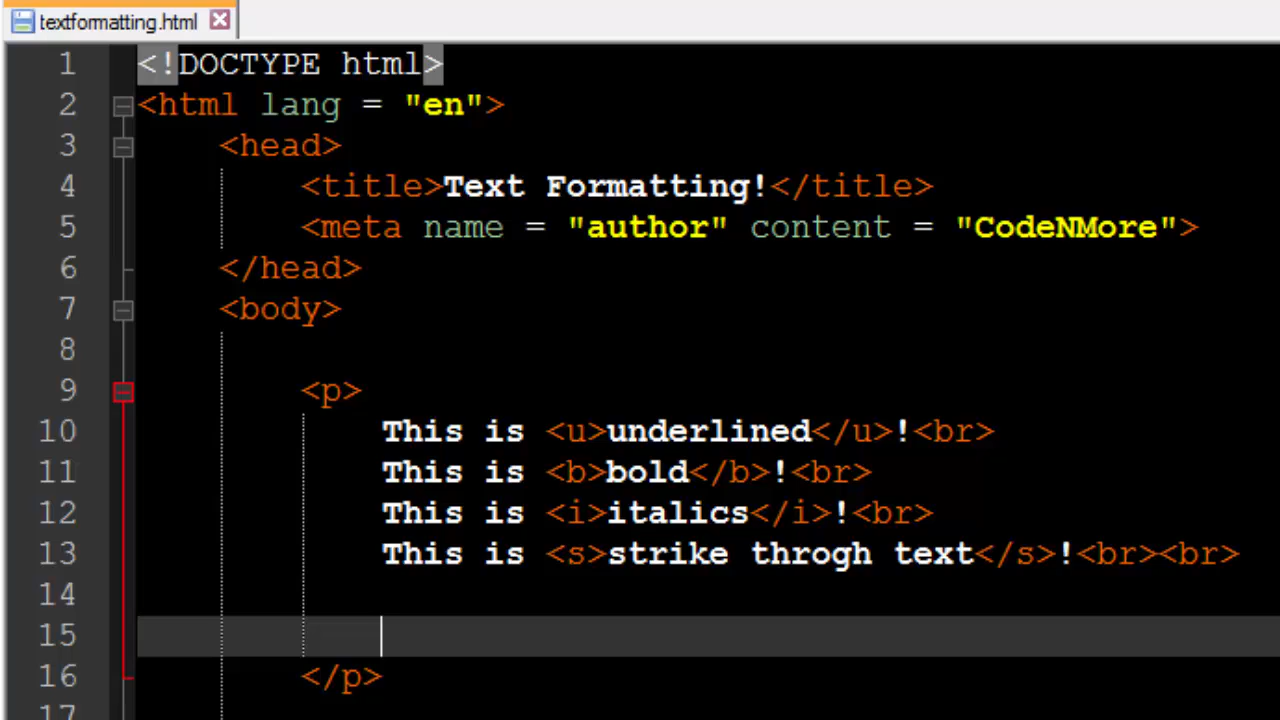 textformatting.html
1 <!DOCTYPE html>
2 <html lang = "en">
3 <head>
4 <title>Text Formatting!</title>
5 <meta name = "author" content = "CodeNMore">
6 </head>
7 <body>
8
9 <p>
10 This is <u>underlined</u>!<br>
11 This is <b>bold</b>!<br>
12 This is <i>italics</i>!<br>
13 This is <s>strike throgh text</s>!<br><br>
14
15
16 </p>
17